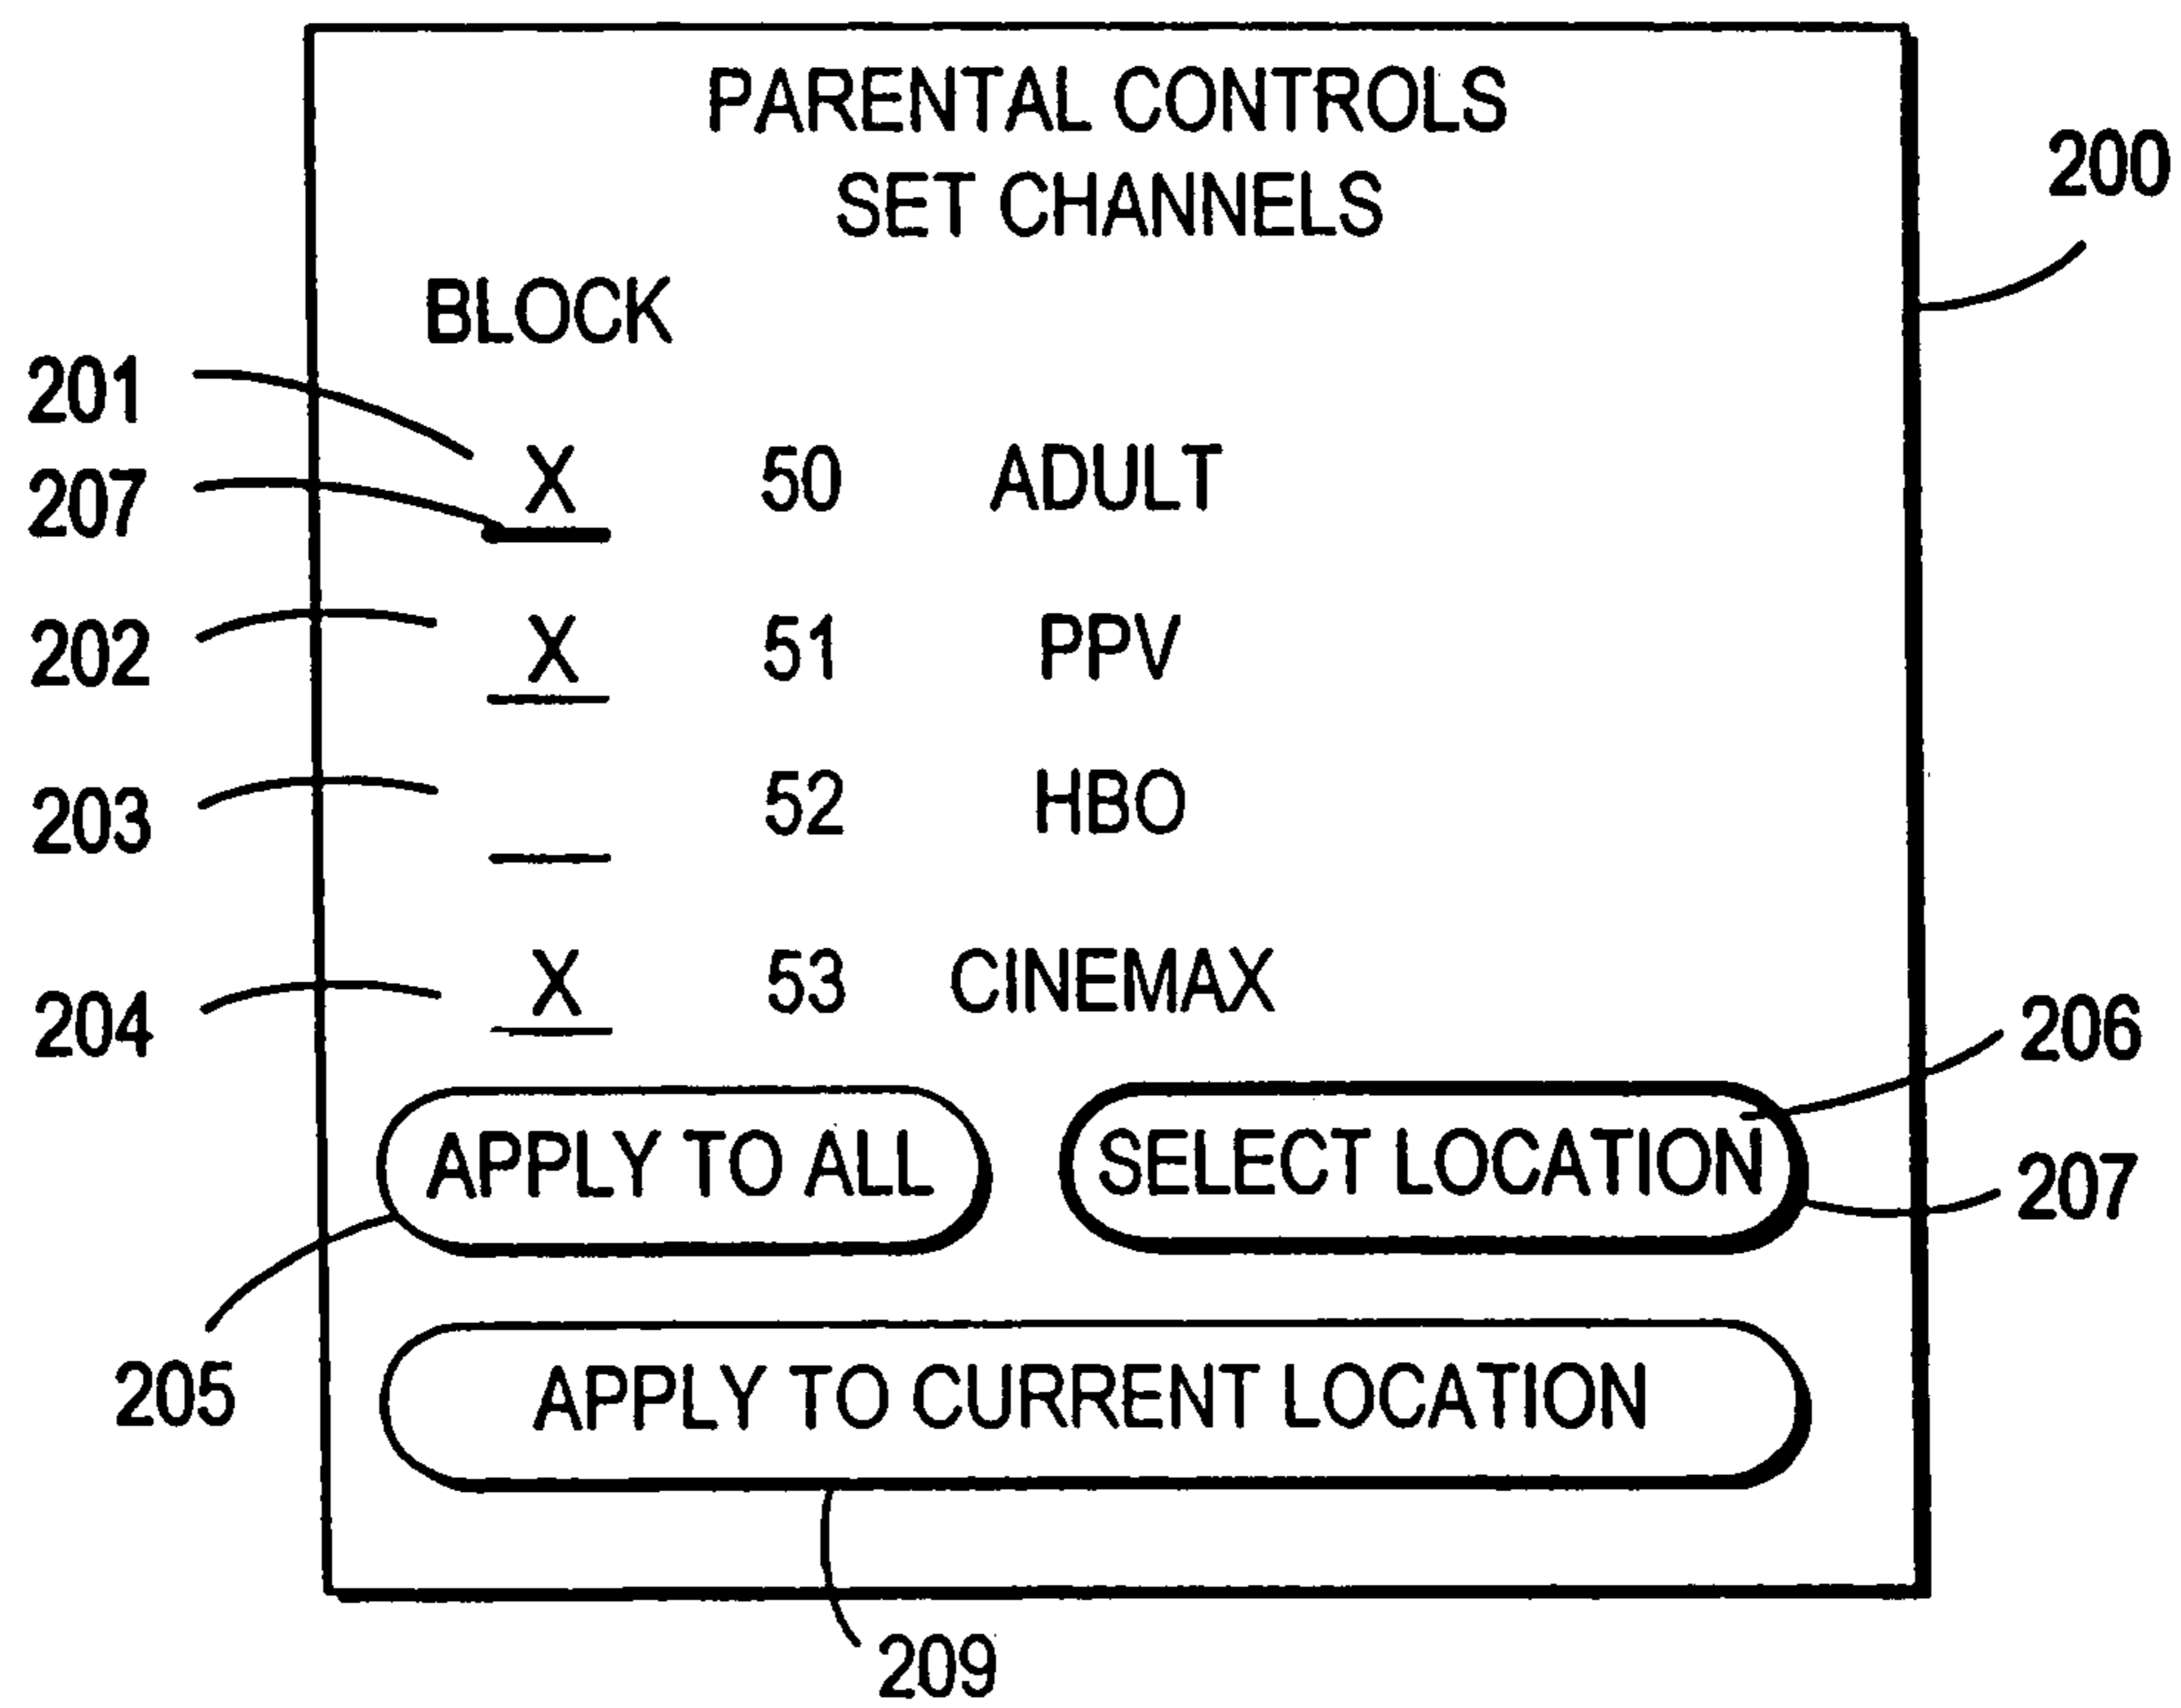 PARENTAL CONTROLS
200
SET CHANNELS
BLOCK
201
X 50 ADULT
207
202 X 51 PPV
203 52 HBO
204 X 53 CINEMAX
206
APPLY TO ALL SELECT LOCATION
207
205 APPLY TO CURRENT LOCATION
209